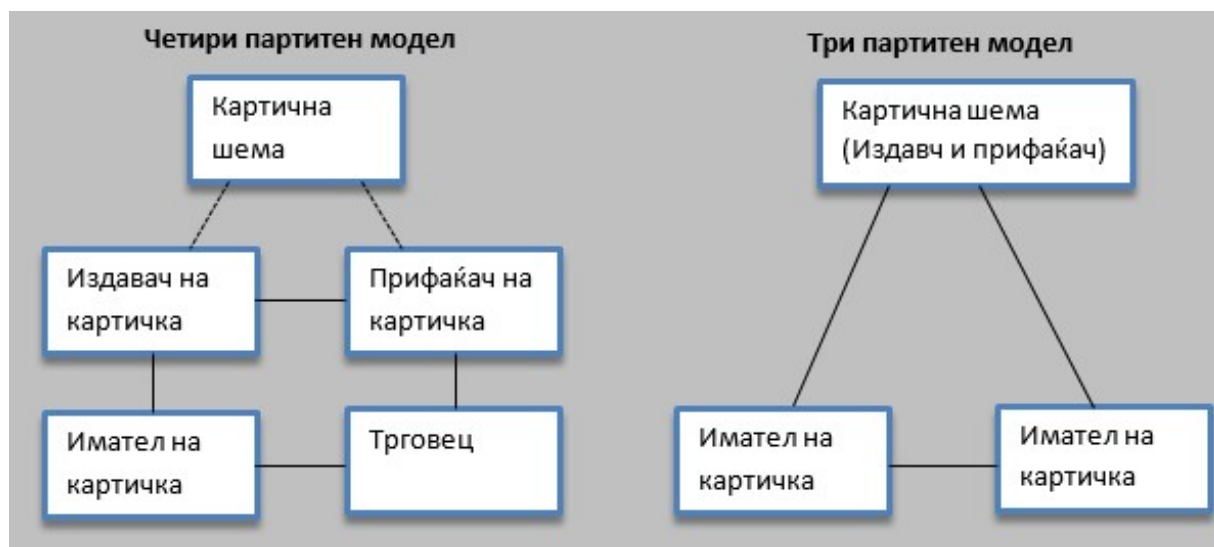 Четири партитен модел
Картична
шема
Издавач на
картичка
Прифаќач на
картичка
Имател на
картичка
Трговец
Три партитен модел
Картична шема
(Издавч и прифаќач)
Имател на
картичка
Имател на
картичка